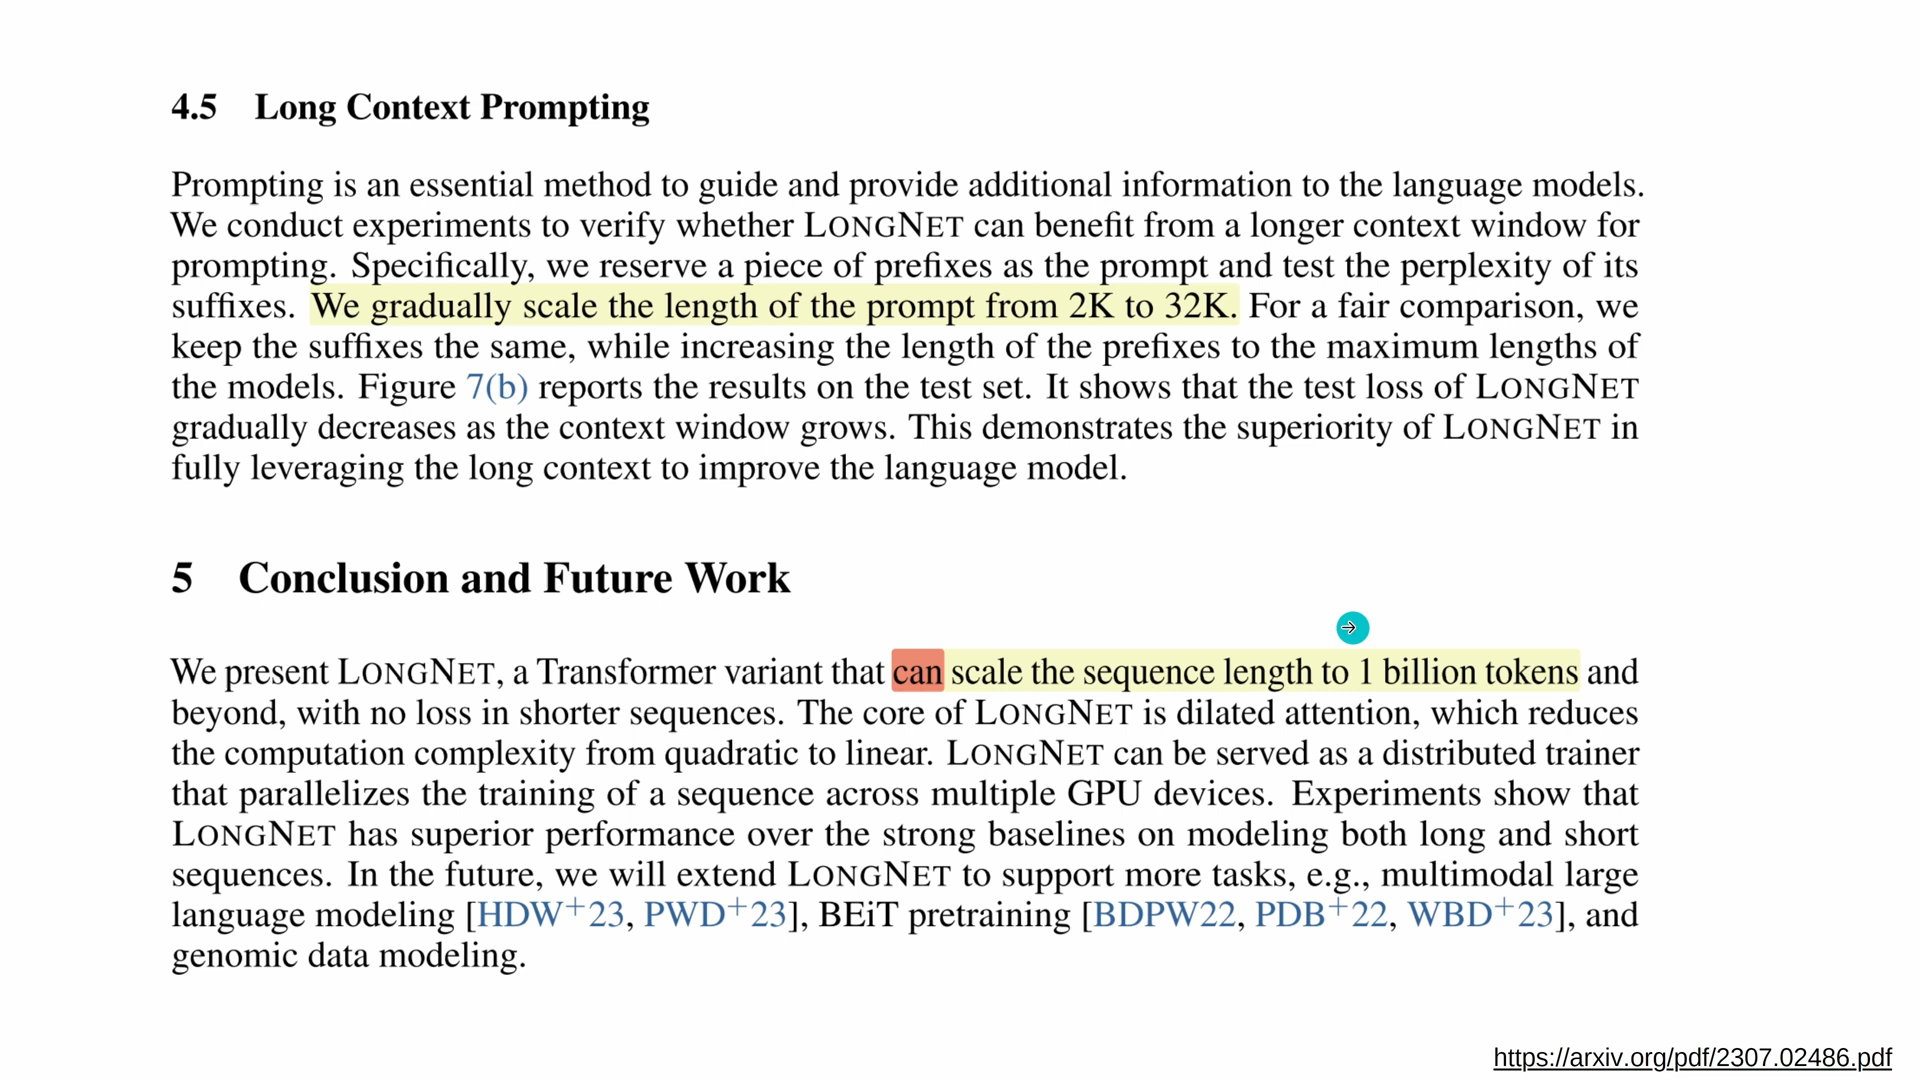 4.5 Long Context Prompting
Prompting is an essential method to guide and provide additional information to the language models.
We conduct experiments to verify whether LONGNET can benefit from a longer context window for
prompting. Specifically, we reserve a piece of prefixes as the prompt and test the perplexity of its
suffixes. We gradually scale the length of the prompt from 2K to 32K. For a fair comparison, we
keep the suffixes the same, while increasing the length of the prefixes to the maximum lengths of
the models. Figure 7(b) reports the results on the test set. It shows that the test loss of LONGNET
gradually decreases as the context window grows. This demonstrates the superiority of LONGNET in
fully leveraging the long context to improve the language model.
5 Conclusion and Future Work
We present LONGNET, a Transformer variant that can scale the sequence length to 1 billion tokens and
beyond, with no loss in shorter sequences. The core of LONGNET is dilated attention, which reduces
the computation complexity from quadratic to linear. LONGNET can be served as a distributed trainer
that parallelizes the training of a sequence across multiple GPU devices. Experiments show that
LONGNET has superior performance over the strong baselines on modeling both long and short
sequences. In the future, we will extend LONGNET to support more tasks, e.g., multimodal large
language modeling [HDW+23, PWD+23], BEiT pretraining [BDPW22, PDB+22, WBD+23], and
genomic data modeling.
https://arxiv.org/pdf/2307.02486.pdf